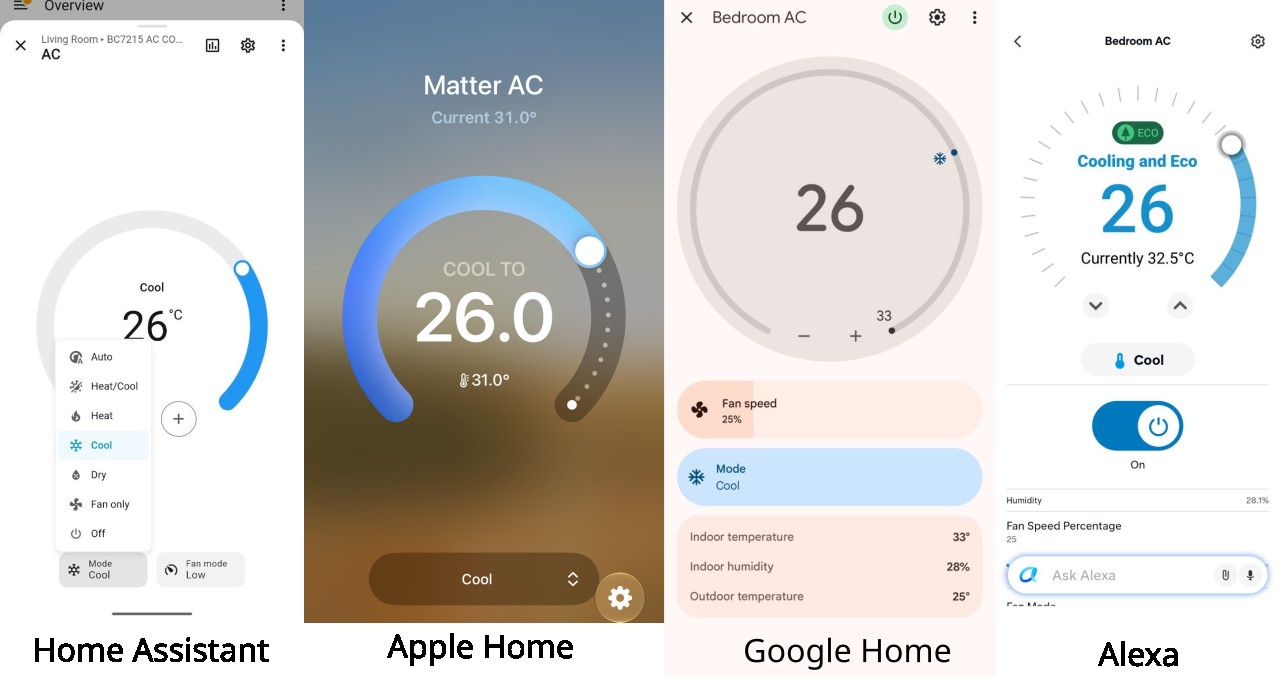 Overview
Living Room ▸ BC7215 AC CO...
AC
Cool
26 °C
Auto
Heat/Cool
Heat
Cool
Dry
Fan only
Off
Mode
Cool
Fan mode
Low
Home Assistant
Matter AC
Current 31.0°
COOL TO
26.0
31.0°
Cool
Apple Home
Bedroom AC
26
33
Fan speed
25%
Mode
Cool
Indoor temperature 33°
Indoor humidity 28%
Outdoor temperature 25°
Google Home
Bedroom AC
ECO
Cooling and Eco
26
Currently 32.5°C
Cool
On
Humidity 28.1%
Fan Speed Percentage
25
Ask Alexa
Alexa